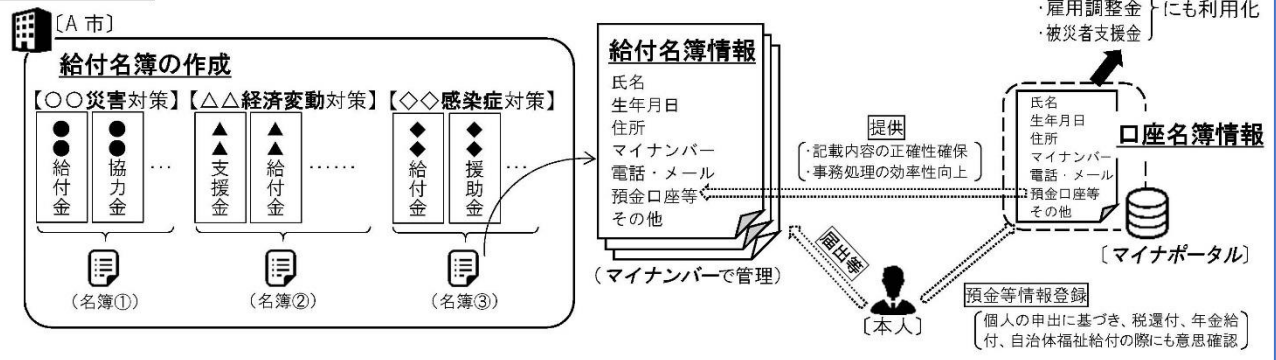 〔A 市〕
給付名簿の作成
【○○災害対策】【△△経済変動対策】【◇◇感染症対策】
●●給付金
●●協力金
…
▲▲支援金
▲▲給付金
……
◆◆給付金
◆◆援助金
…
(名簿①)
(名簿②)
(名簿③)
給付名簿情報
氏名
生年月日
住所
マイナンバー
電話・メール
預金口座等
その他
(マイナンバーで管理)
提供
・記載内容の正確性確保
・事務処理の効率性向上
届出等
〔本人〕
・雇用調整金
・被災者支援金
にも利用化
氏名
生年月日
住所
マイナンバー
電話・メール
預金口座等
その他
口座名簿情報
〔マイナポータル〕
預金等情報登録
個人の申出に基づき、税還付、年金給
付、自治体福祉給付の際にも意思確認